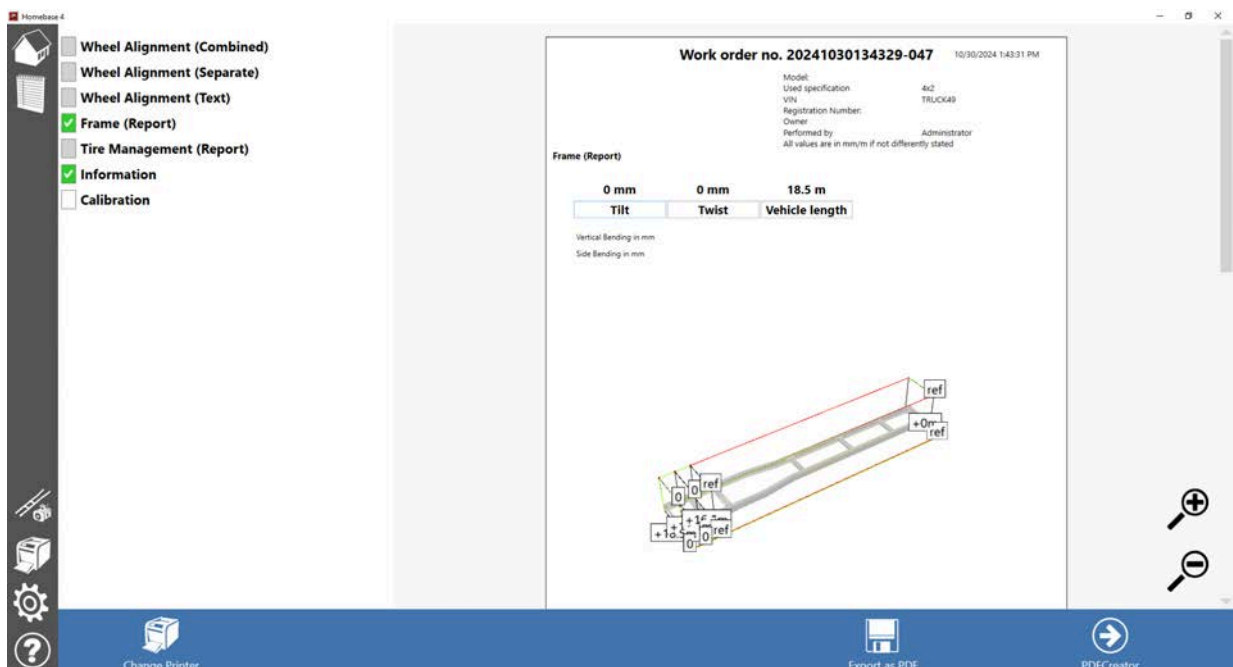 Homebase 4
Wheel Alignment (Combined)
Wheel Alignment (Separate)
Wheel Alignment (Text)
Frame (Report)
Tire Management (Report)
Information
Calibration
Work order no. 20241030134329-047
10/30/2024 1:43:31 PM
Model:
Used specification 4x2
VIN TRUCK49
Registration Number:
Owner
Performed by Administrator
All values are in mm/m if not differently stated
Frame (Report)
0 mm 0 mm 18.5 m
Tilt Twist Vehicle length
Vertical Bending in mm
Side Bending in mm
ref
ref
ref
0
0
ref
0
0
?
Change Printer
Export as PDF
PDFCreator